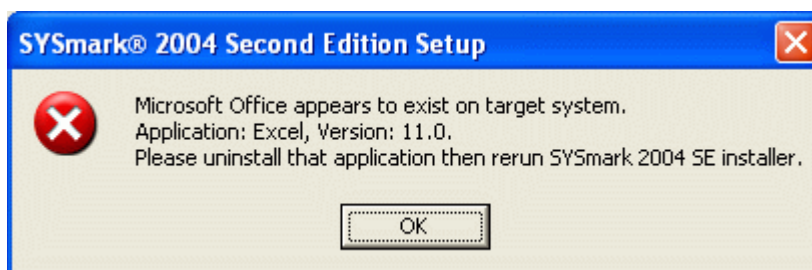 SYSmark® 2004 Second Edition Setup
Microsoft Office appears to exist on target system.
Application: Excel, Version: 11.0.
Please uninstall that application then rerun SYSmark 2004 SE installer.
OK